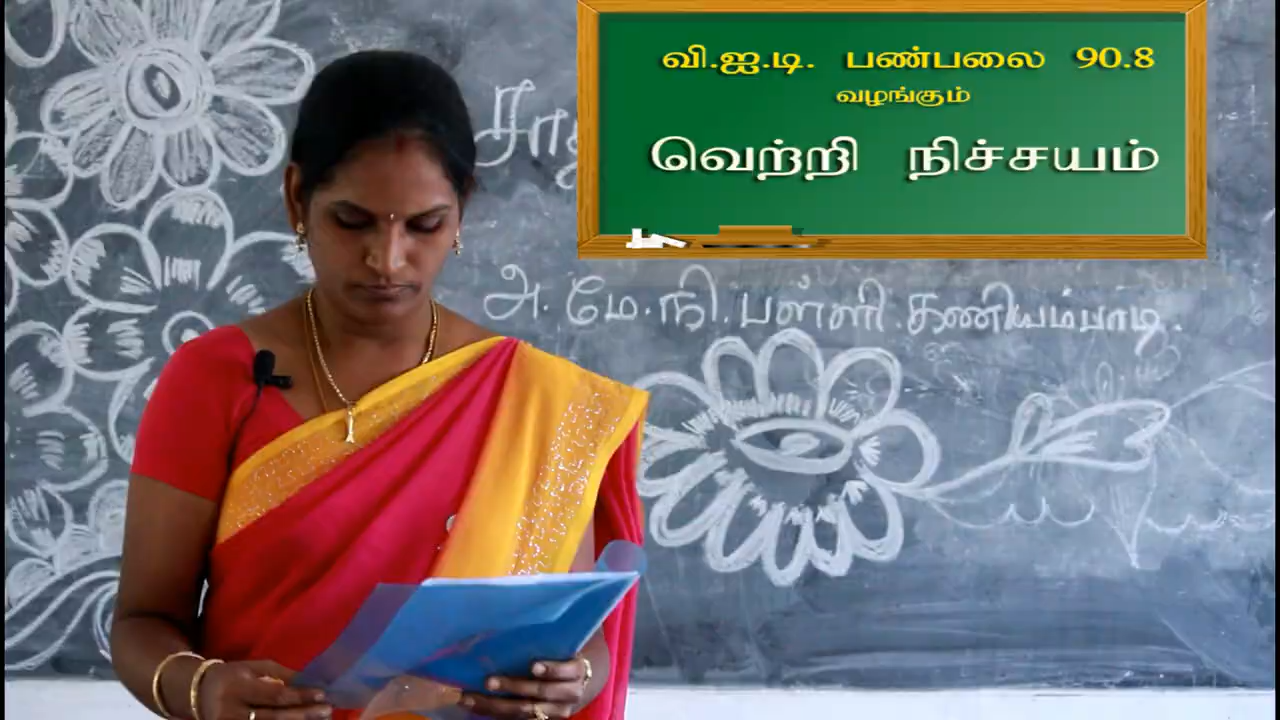 வி.ஐ.டி. பண்பலை 90.8
வழங்கும்
வெற்றி நிச்சயம்
அ.மே.நி.பள்ளி.கணியம்பாடி.